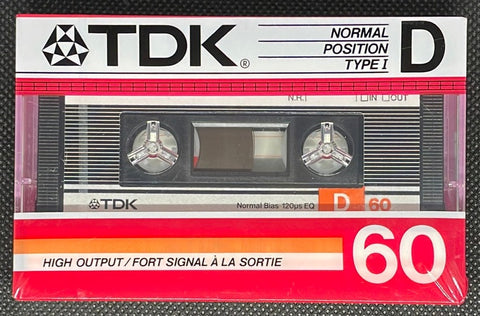 TDK®
NORMAL
POSITION
TYPE I
D
N.R.
IN OUT
TDK
Normal Bias 120µs EQ
D 60
HIGH OUTPUT/FORT SIGNAL À LA SORTIE
60